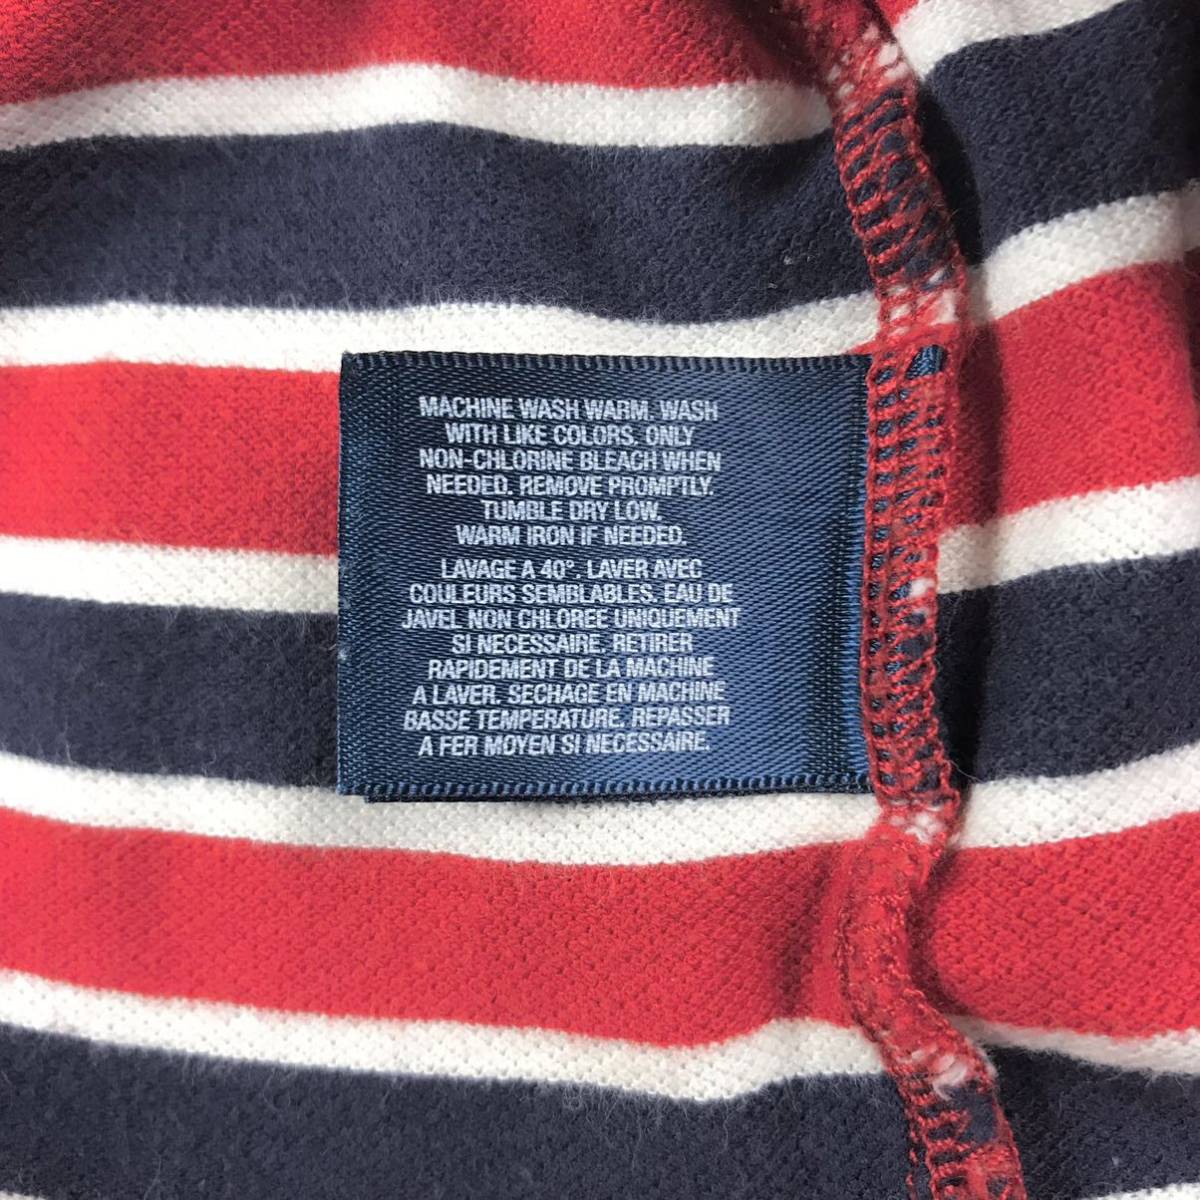 MACHINE WASH WARM. WASH
WITH LIKE COLORS. ONLY
NON-CHLORINE BLEACH WHEN
NEEDED. REMOVE PROMPTLY.
TUMBLE DRY LOW.
WARM IRON IF NEEDED.
LAVAGE A 40°. LAVER AVEC
COULEURS SEMBLABLES. EAU DE
JAVEL NON CHLOREE UNIQUEMENT
SI NECESSAIRE. RETIRER
RAPIDEMENT DE LA MACHINE
A LAVER. SECHAGE EN MACHINE
BASSE TEMPERATURE. REPASSER
A FER MOYEN SI NECESSAIRE.